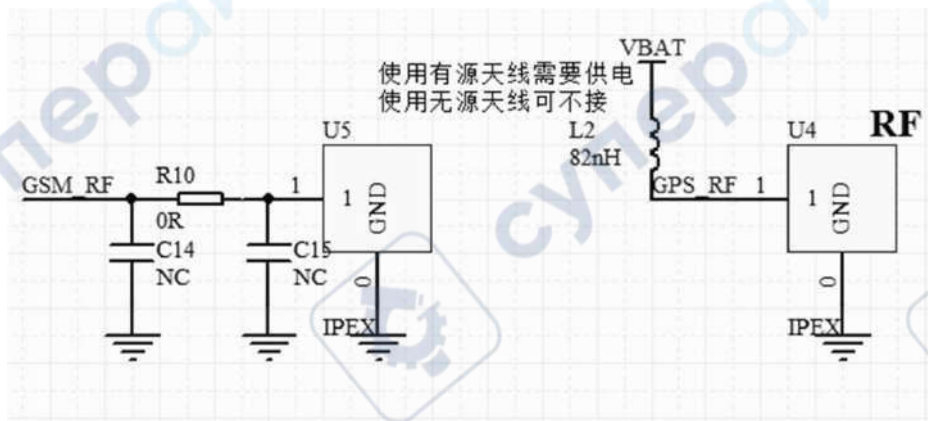 VBAT
使用有源天线需要供电
使用无源天线可不接
U5
L2
82nH
U4
RF
GSM_RF
R10
0R
1
1
GND
C14
NC
C15
NC
0
IPEX
GPS_RF
1
1
GND
0
IPEX
супер
супер